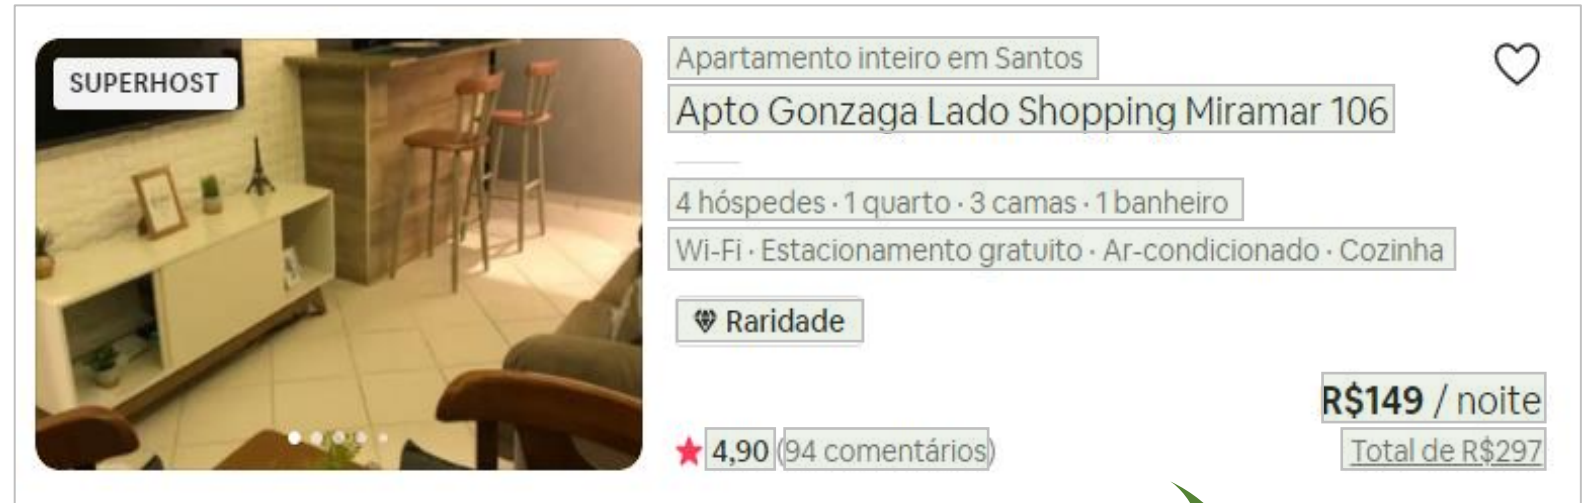 SUPERHOST
Apartamento inteiro em Santos
Apto Gonzaga Lado Shopping Miramar 106
4 hóspedes · 1 quarto · 3 camas · 1 banheiro
Wi-Fi · Estacionamento gratuito · Ar-condicionado · Cozinha
Raridade
R$149 / noite
4,90 (94 comentários)
Total de R$297